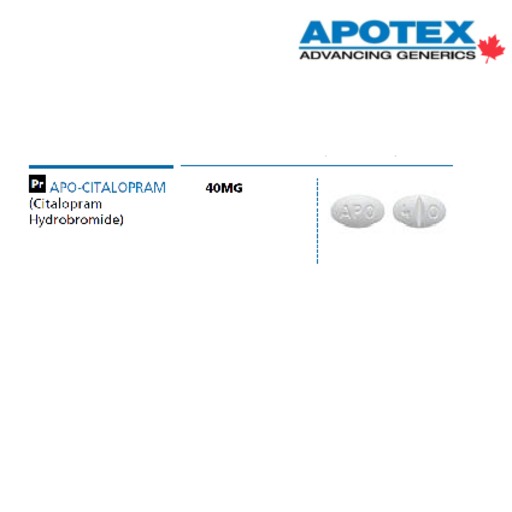 APOTEX
ADVANCING GENERICS
Pr APO-CITALOPRAM 40MG
(Citalopram
Hydrobromide)
APO 4 0